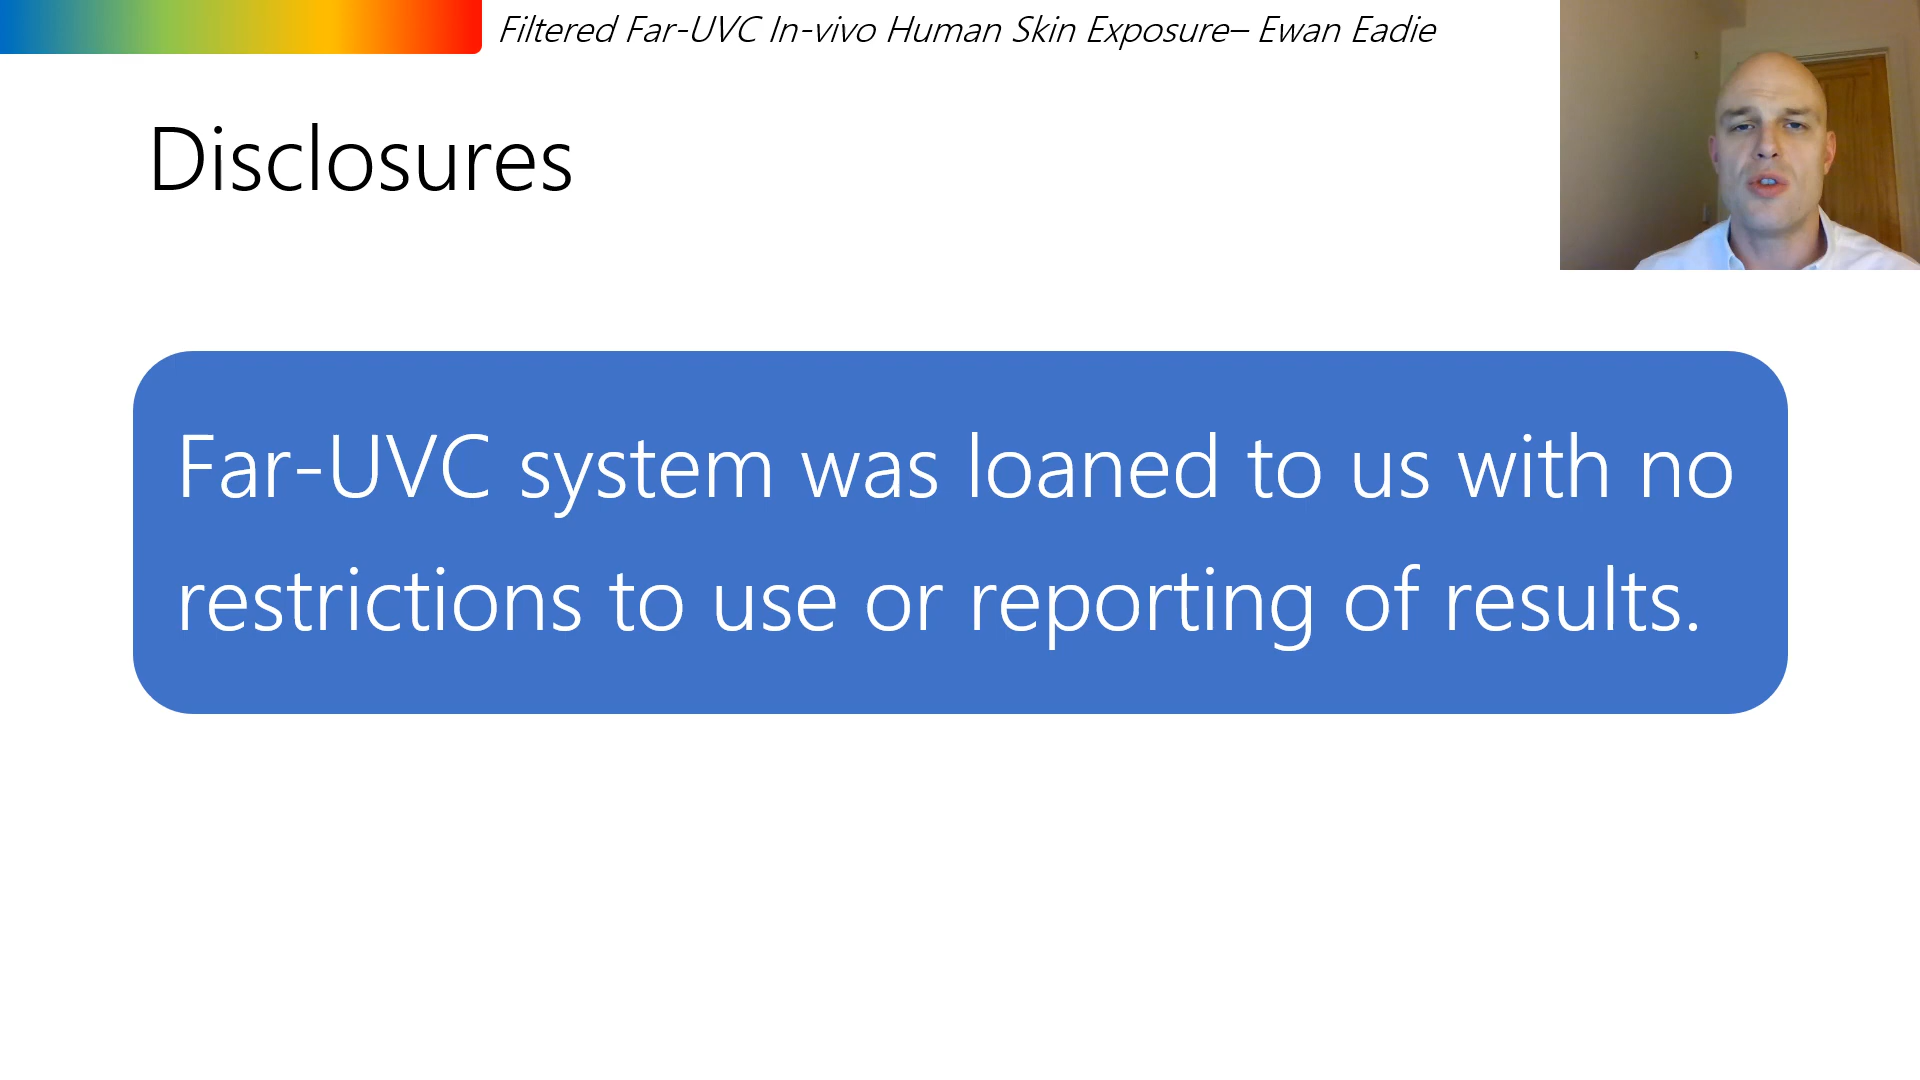 Filtered Far-UVC In-vivo Human Skin Exposure– Ewan Eadie
Disclosures
Far-UVC system was loaned to us with no
restrictions to use or reporting of results.